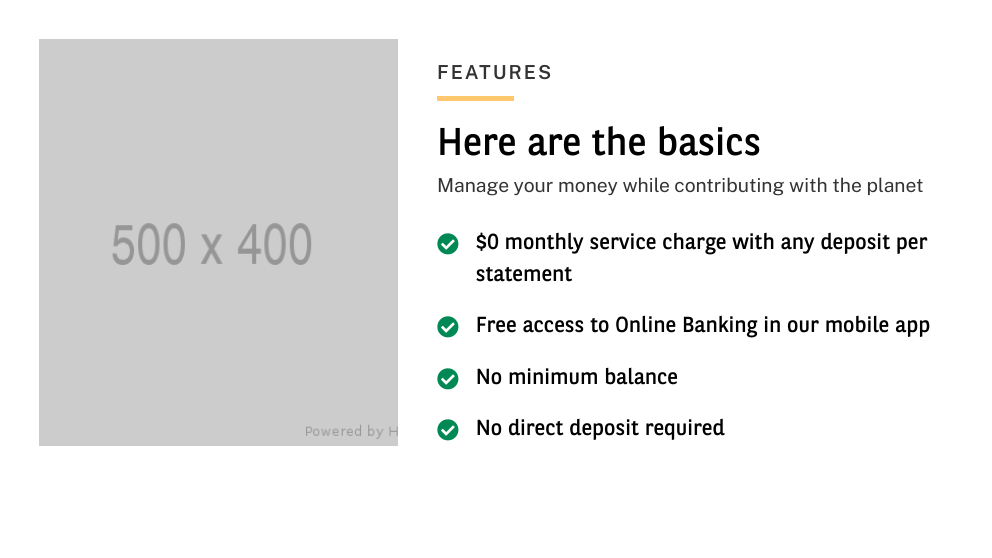 500 x 400
Powered by H
FEATURES
Here are the basics
Manage your money while contributing with the planet
$0 monthly service charge with any deposit per
statement
Free access to Online Banking in our mobile app
No minimum balance
No direct deposit required